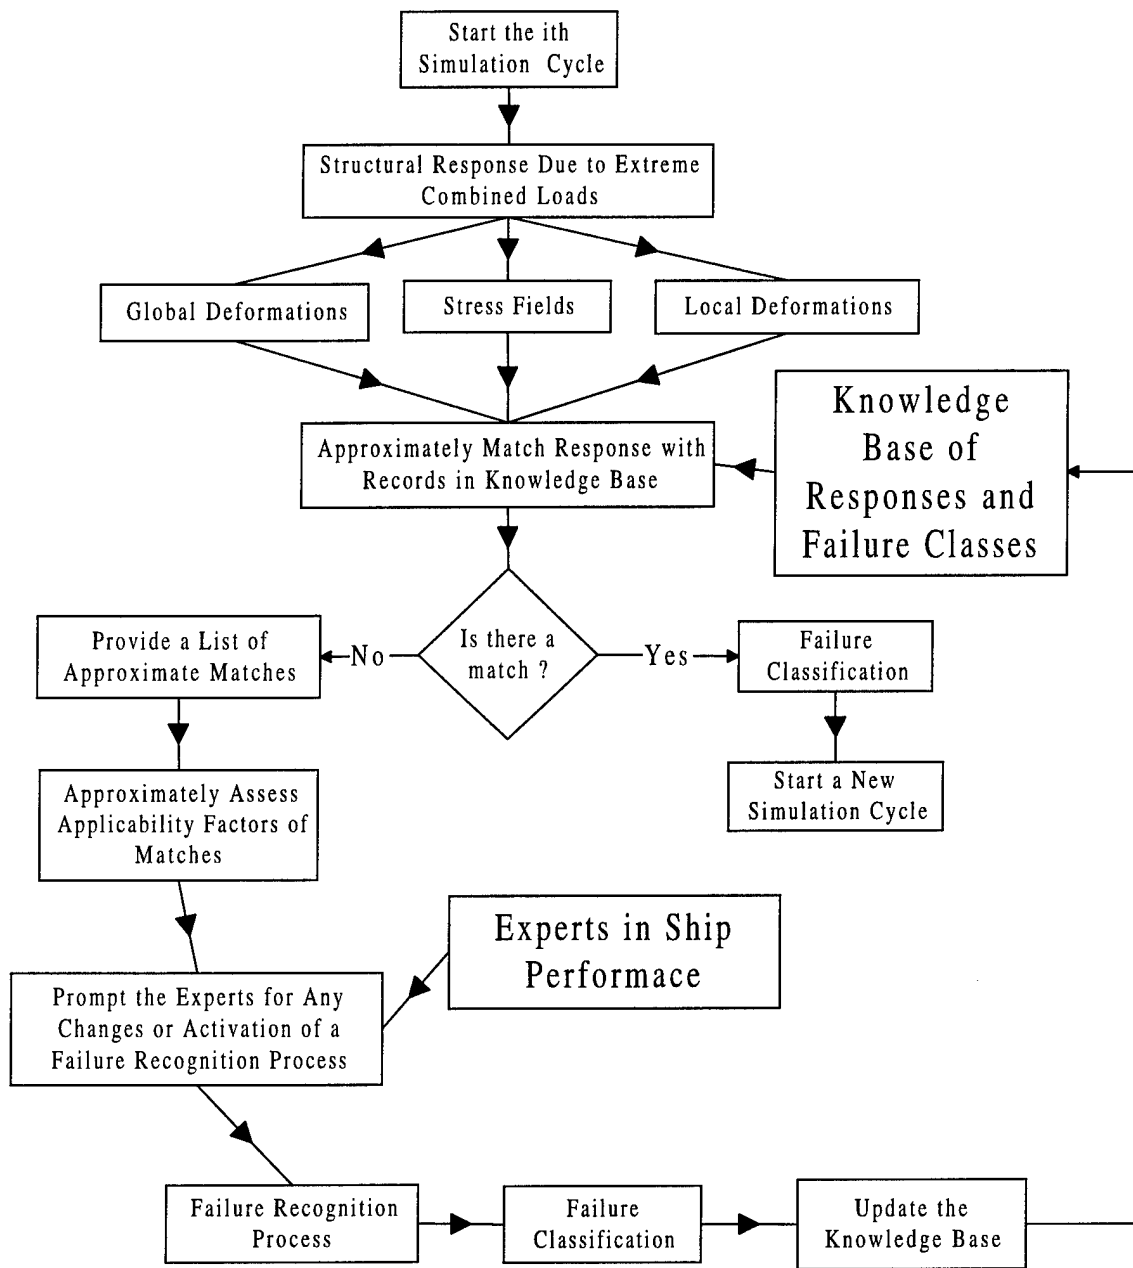 Start the ith
Simulation Cycle
Structural Response Due to Extreme
Combined Loads
Global Deformations
Stress Fields
Local Deformations
Approximately Match Response with
Records in Knowledge Base
Knowledge
Base of
Responses and
Failure Classes
Is there a
match ?
No
Yes
Provide a List of
Approximate Matches
Failure
Classification
Start a New
Simulation Cycle
Approximately Assess
Applicability Factors of
Matches
Experts in Ship
Performace
Prompt the Experts for Any
Changes or Activation of a
Failure Recognition Process
Failure Recognition
Process
Failure
Classification
Update the
Knowledge Base